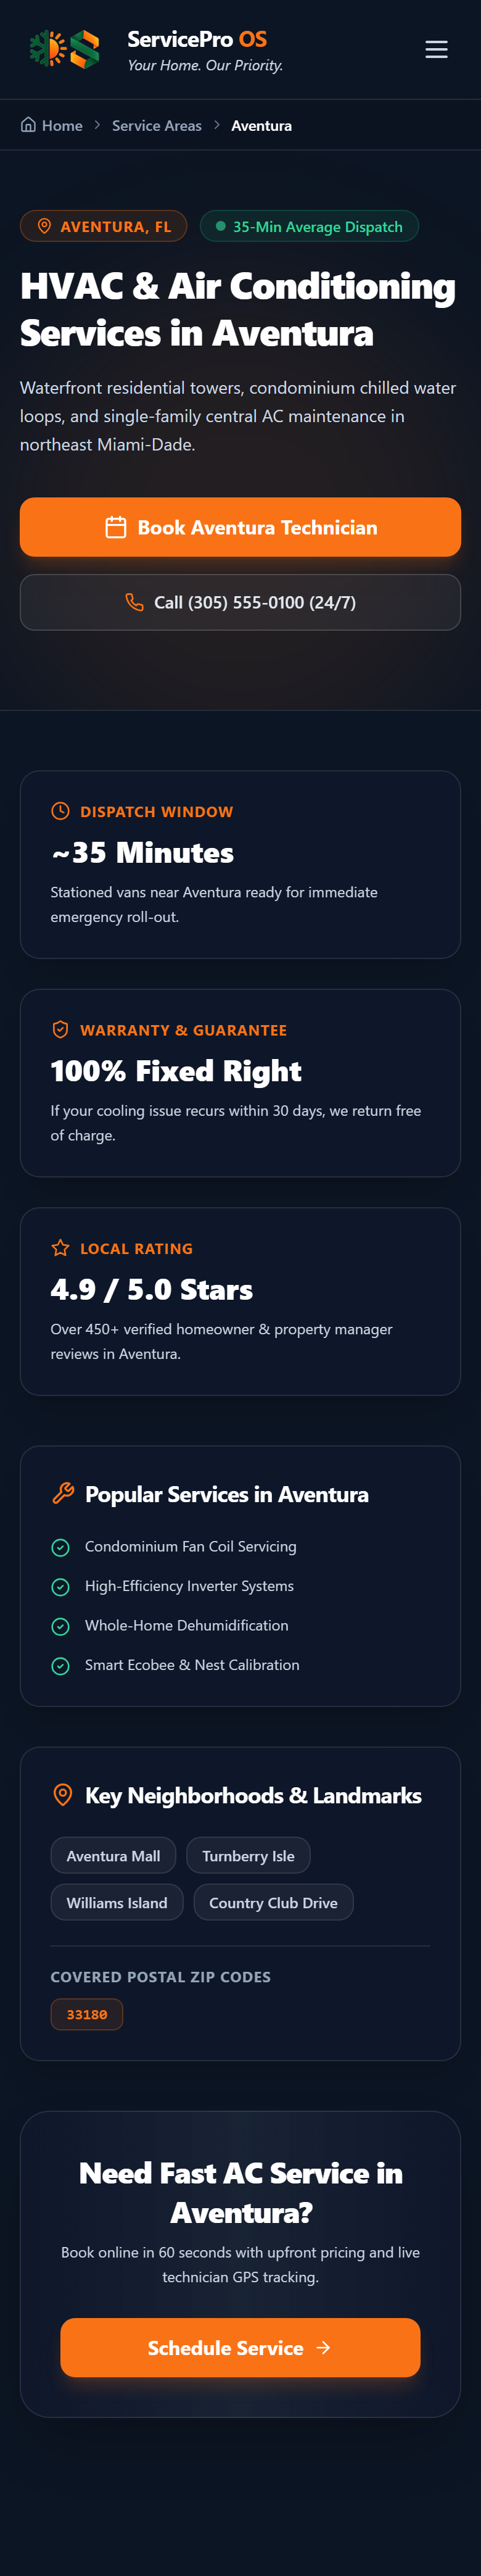 ServicePro OS
Your Home. Our Priority.
Home > Service Areas > Aventura
AVENTURA, FL
35-Min Average Dispatch
HVAC & Air Conditioning
Services in Aventura
Waterfront residential towers, condominium chilled water
loops, and single-family central AC maintenance in
northeast Miami-Dade.
Book Aventura Technician
Call (305) 555-0100 (24/7)
DISPATCH WINDOW
~35 Minutes
Stationed vans near Aventura ready for immediate
emergency roll-out.
WARRANTY & GUARANTEE
100% Fixed Right
If your cooling issue recurs within 30 days, we return free
of charge.
LOCAL RATING
4.9 / 5.0 Stars
Over 450+ verified homeowner & property manager
reviews in Aventura.
Popular Services in Aventura
Condominium Fan Coil Servicing
High-Efficiency Inverter Systems
Whole-Home Dehumidification
Smart Ecobee & Nest Calibration
Key Neighborhoods & Landmarks
Aventura Mall
Turnberry Isle
Williams Island
Country Club Drive
COVERED POSTAL ZIP CODES
33180
Need Fast AC Service in
Aventura?
Book online in 60 seconds with upfront pricing and live
technician GPS tracking.
Schedule Service